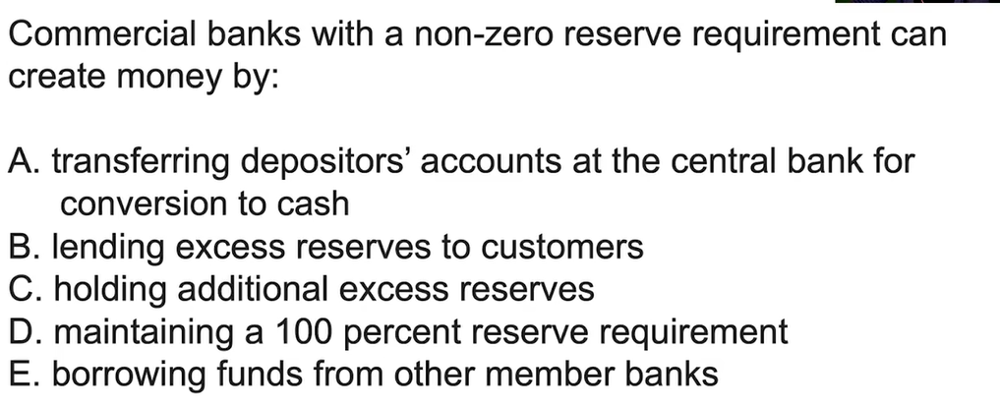 Commercial banks with a non-zero reserve requirement can
create money by:
A. transferring depositors’ accounts at the central bank for
conversion to cash
B. lending excess reserves to customers
C. holding additional excess reserves
D. maintaining a 100 percent reserve requirement
E. borrowing funds from other member banks